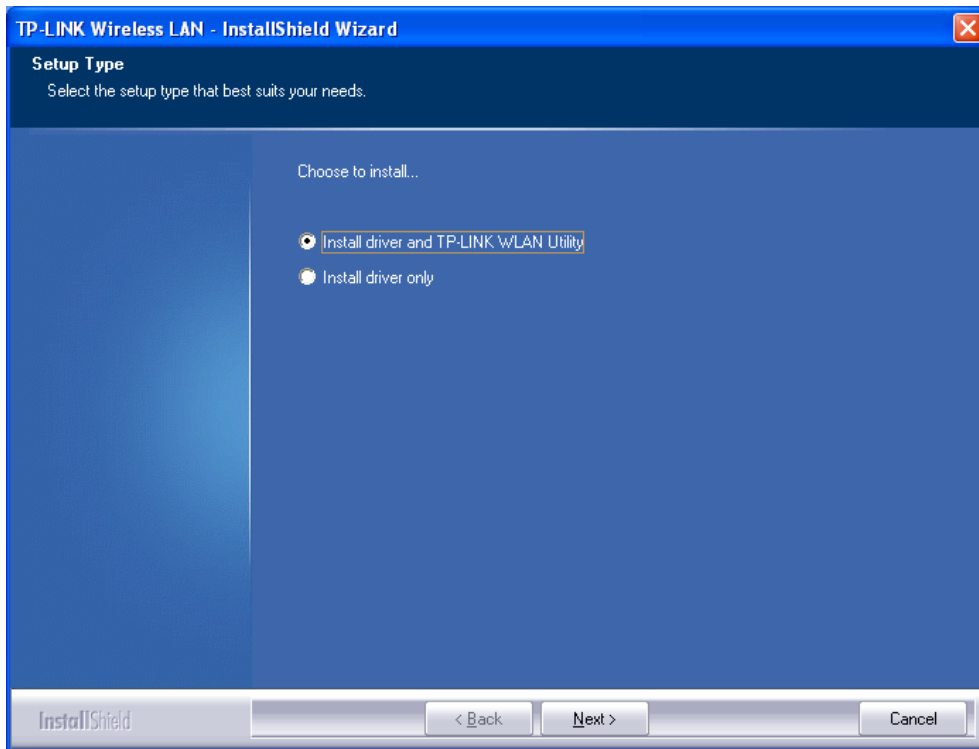 TP-LINK Wireless LAN - InstallShield Wizard
Setup Type
Select the setup type that best suits your needs.
Choose to install...
Install driver and TP-LINK WLAN Utility
Install driver only
InstallShield
< Back
Next >
Cancel